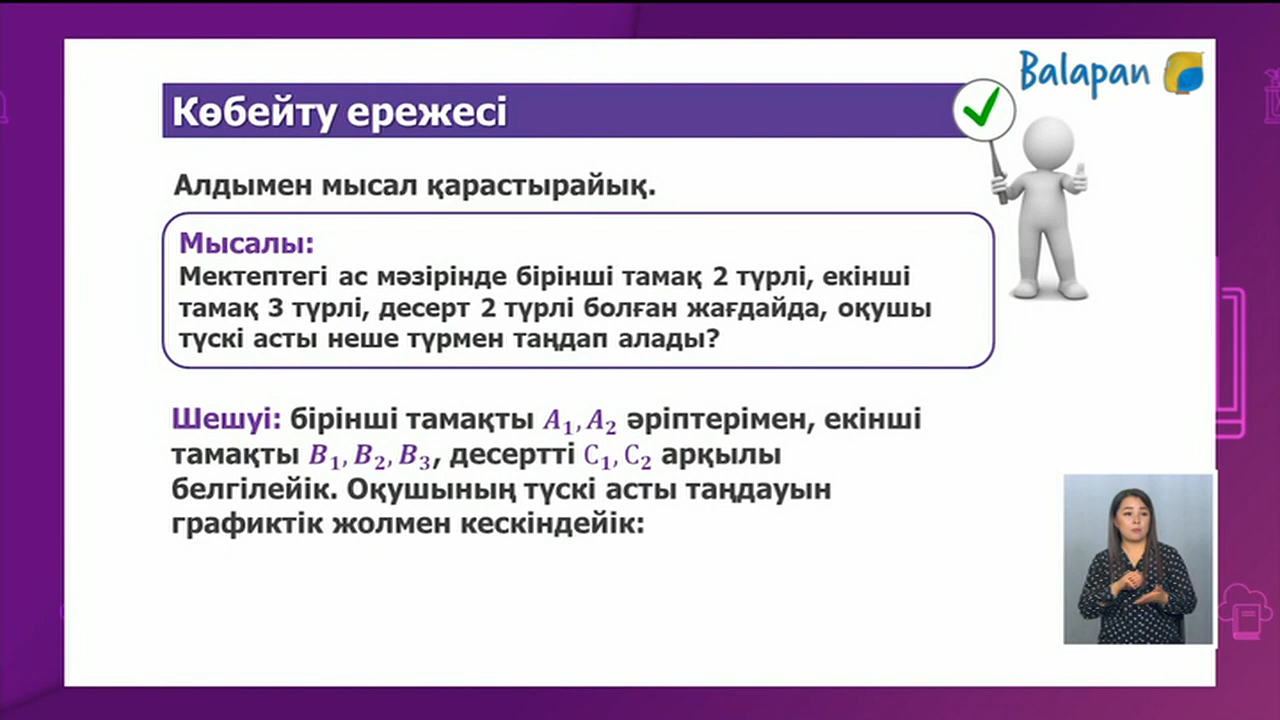 Balapan
Көбейту ережесі
Алдымен мысал қарастырайық.
Мысалы:
Мектептегі ас мәзірінде бірінші тамақ 2 түрлі, екінші
тамақ 3 түрлі, десерт 2 түрлі болған жағдайда, оқушы
түскі асты неше түрмен таңдап алады?
Шешуі: бірінші тамақты A₁, A₂ әріптерімен, екінші
тамақты B₁, B₂, B₃, десертті C₁, C₂ арқылы
белгілейік. Оқушының түскі асты таңдауын
графиктік жолмен кескіндейік: